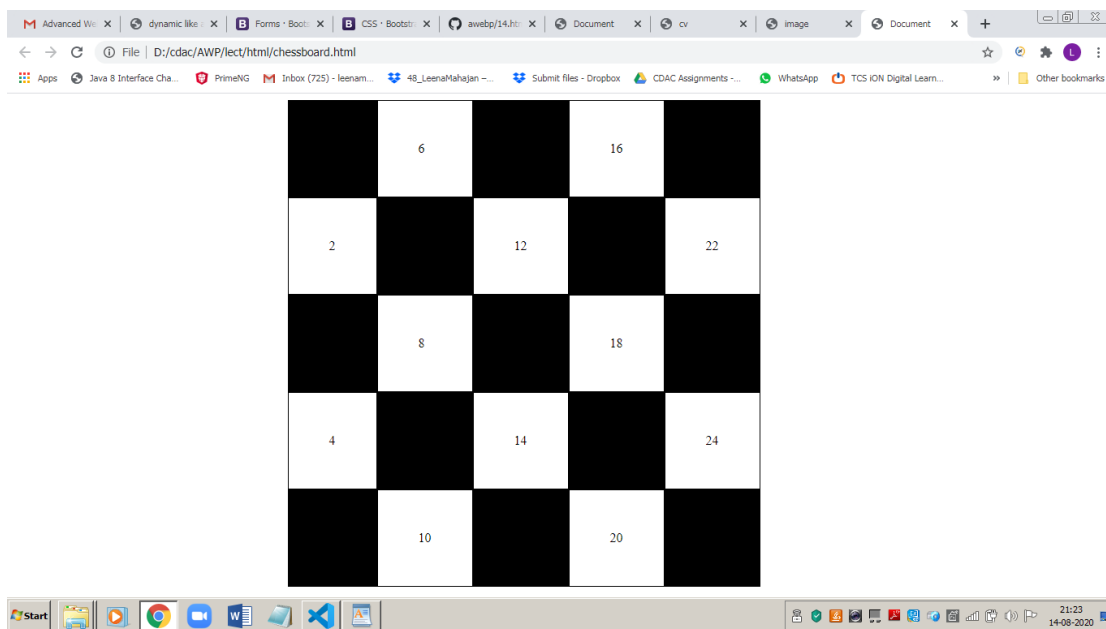 Advanced We dynamic like Forms · Boots CSS · Bootstr awebp/14.ht Document cv image Document
File D:/cdac/AWP/lect/html/chessboard.html L
Apps Java 8 Interface Cha... PrimeNG Inbox (725) - leenam... 48_LeenaMahajan –... Submit files - Dropbox CDAC Assignments -... WhatsApp TCS iON Digital Learn... » Other bookmarks
6 16
2 12 22
8 18
4 14 24
10 20
Start 21:23
14-08-2020